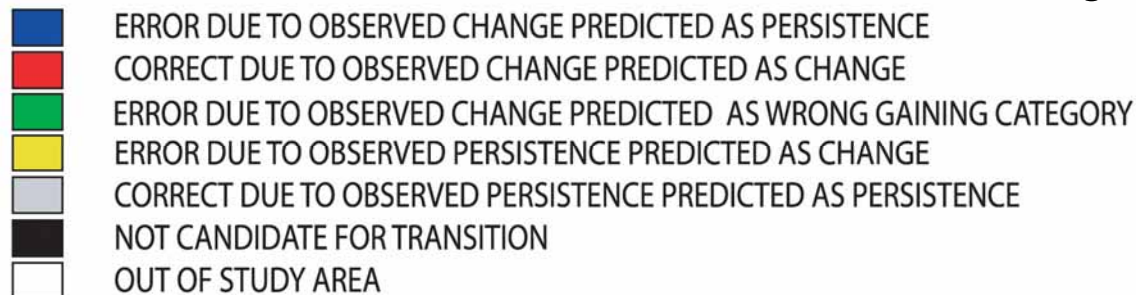 ERROR DUE TO OBSERVED CHANGE PREDICTED AS PERSISTENCE
CORRECT DUE TO OBSERVED CHANGE PREDICTED AS CHANGE
ERROR DUE TO OBSERVED CHANGE PREDICTED AS WRONG GAINING CATEGORY
ERROR DUE TO OBSERVED PERSISTENCE PREDICTED AS CHANGE
CORRECT DUE TO OBSERVED PERSISTENCE PREDICTED AS PERSISTENCE
NOT CANDIDATE FOR TRANSITION
OUT OF STUDY AREA